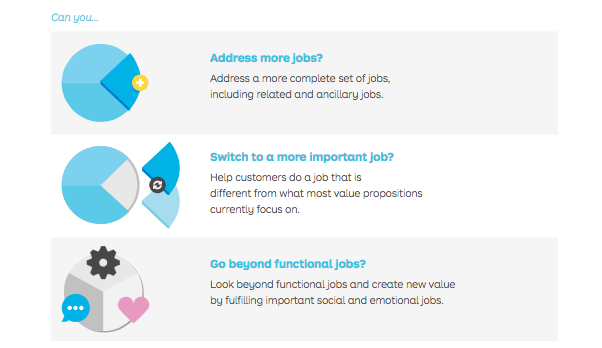 Can you...
Address more jobs?
Address a more complete set of jobs,
including related and ancillary jobs.
Switch to a more important job?
Help customers do a job that is
different from what most value propositions
currently focus on.
Go beyond functional jobs?
Look beyond functional jobs and create new value
by fulfilling important social and emotional jobs.